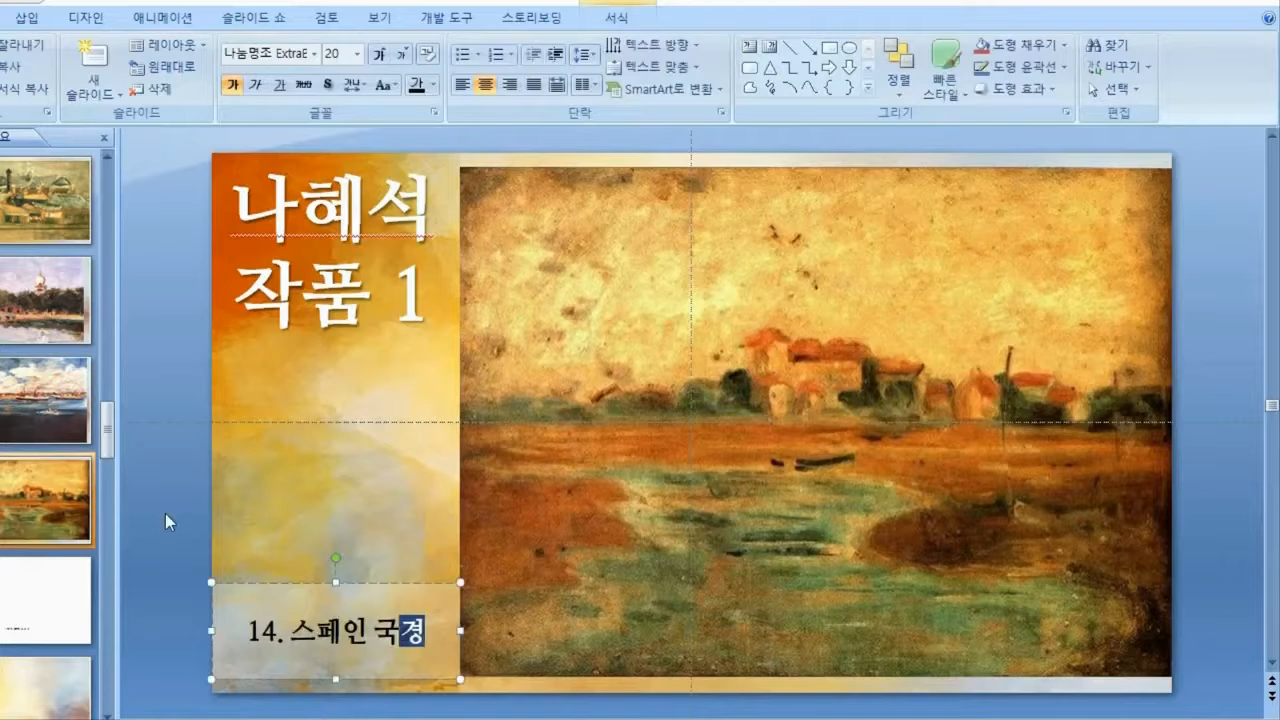 삽입 디자인 애니메이션 슬라이드 쇼 검토 보기 개발 도구 스토리보딩 서식
잘라내기 레이아웃 나눔명조 ExtraB 20 텍스트 방향 도형 채우기 찾기
복사 새 원래대로 텍스트 맞춤 정렬 빠른 도형 윤곽선 바꾸기
서식 복사 슬라이드 삭제 가 가 가 가 Aa 가 SmartArt로 변환 스타일 도형 효과 선택
슬라이드 글꼴 단락 그리기 편집
나혜석
작품 1
14. 스페인 국경